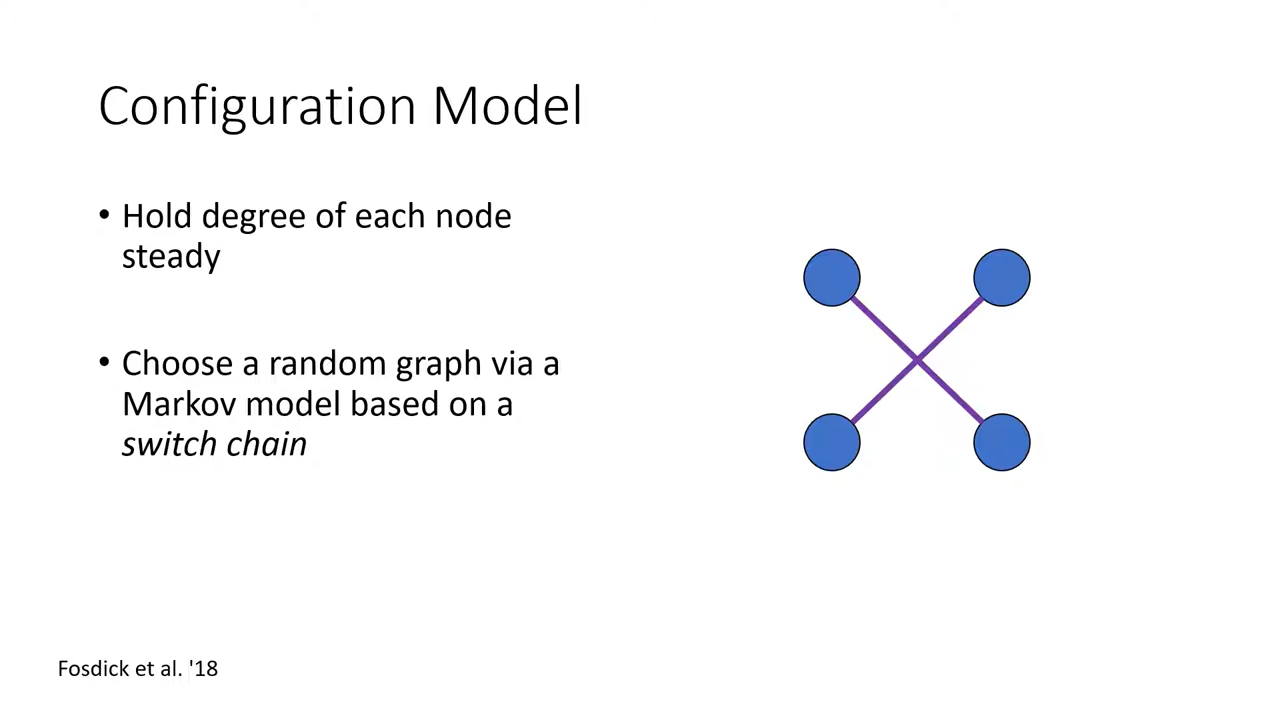 Configuration Model
• Hold degree of each node
steady
• Choose a random graph via a
Markov model based on a
switch chain
Fosdick et al. '18